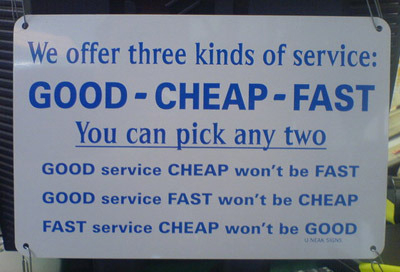 We offer three kinds of service:
GOOD - CHEAP - FAST
You can pick any two
GOOD service CHEAP won't be FAST
GOOD service FAST won't be CHEAP
FAST service CHEAP won't be GOOD